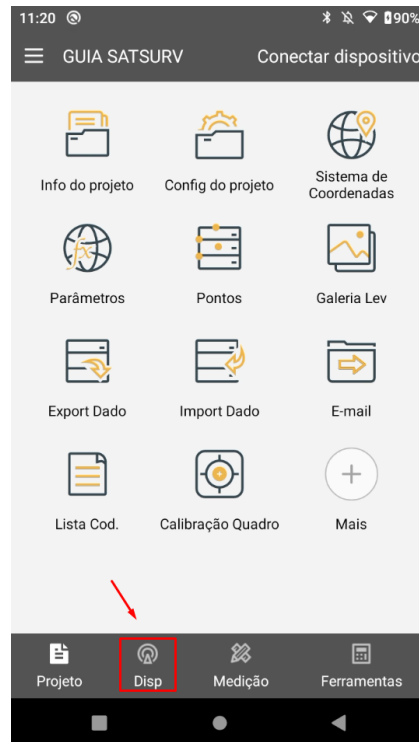 11:20 90%
GUIA SATSURV Conectar dispositivo
Info do projeto Config do projeto Sistema de
Coordenadas
Parâmetros Pontos Galeria Lev
Export Dado Import Dado E-mail
Lista Cod. Calibração Quadro Mais
Projeto Disp Medição Ferramentas